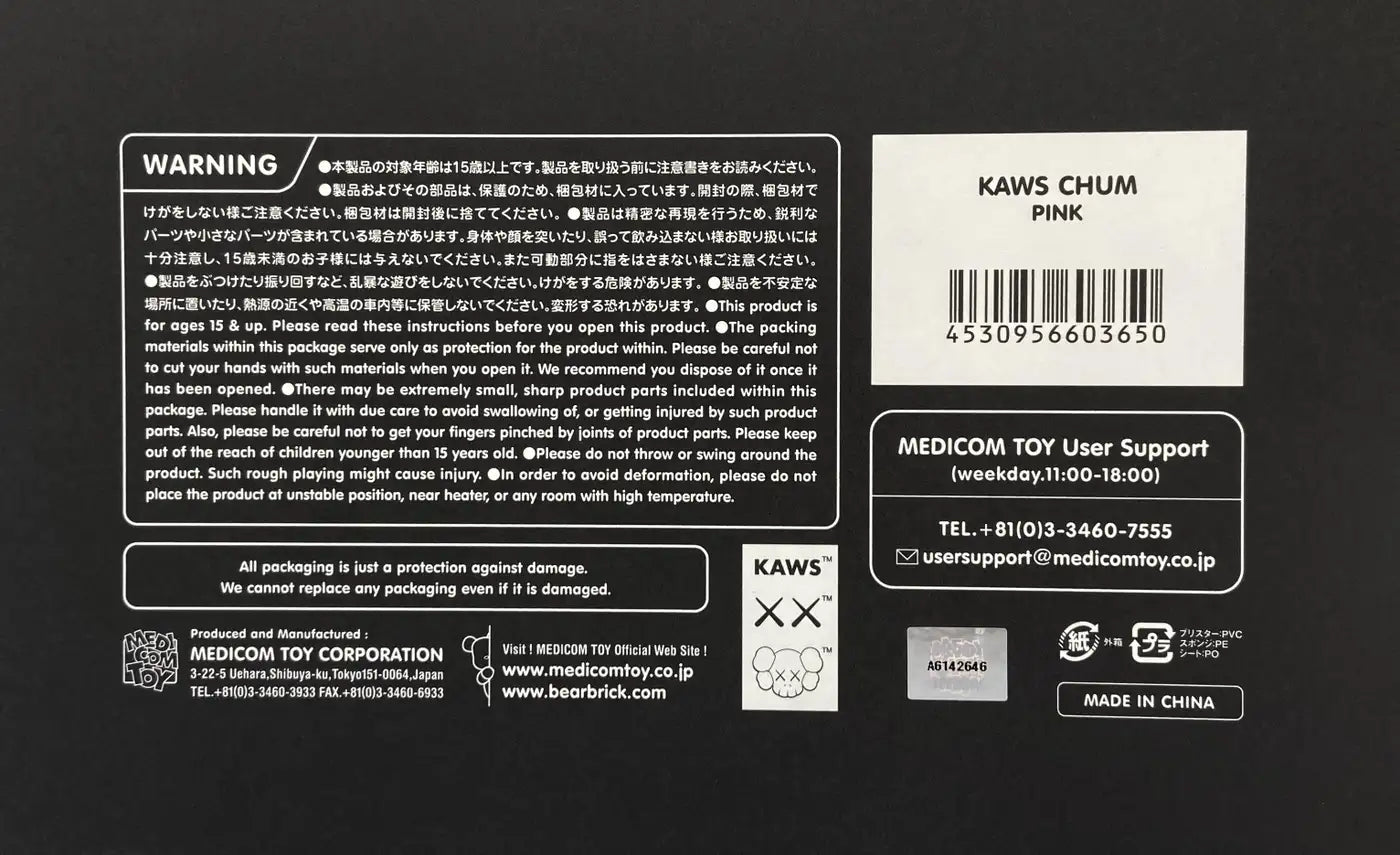 WARNING
●本製品の対象年齢は15歳以上です。製品を取り扱う前に注意書きをお読みください。
●製品およびその部品は、保護のため、梱包材に入っています。開封の際、梱包材で
けがをしない様ご注意ください。梱包材は開封後に捨ててください。 ●製品は精密な再現を行うため、鋭利な
パーツや小さなパーツが含まれている場合があります。身体や顔を突いたり、誤って飲み込まない様お取り扱いには
十分注意し、15歳未満のお子様には与えないでください。また可動部分に指をはさまない様ご注意ください。
●製品をぶつけたり振り回すなど、乱暴な遊びをしないでください。けがをする危険があります。 ●製品を不安定な
場所に置いたり、熱源の近くや高温の車内等に保管しないでください。変形する恐れがあります。 ●This product is
for ages 15 & up. Please read these instructions before you open this product. ●The packing
materials within this package serve only as protection for the product within. Please be careful not
to cut your hands with such materials when you open it. We recommend you dispose of it once it
has been opened. ●There may be extremely small, sharp product parts included within this
package. Please handle it with due care to avoid swallowing of, or getting injured by such product
parts. Also, please be careful not to get your fingers pinched by joints of product parts. Please keep
out of the reach of children younger than 15 years old. ●Please do not throw or swing around the
product. Such rough playing might cause injury. ●In order to avoid deformation, please do not
place the product at unstable position, near heater, or any room with high temperature.
All packaging is just a protection against damage.
We cannot replace any packaging even if it is damaged.
MEDI
COM
TOY
Produced and Manufactured :
MEDICOM TOY CORPORATION
3-22-5 Uehara,Shibuya-ku,Tokyo151-0064,Japan
TEL.+81(0)3-3460-3933 FAX.+81(0)3-3460-6933
Visit ! MEDICOM TOY Official Web Site !
www.medicomtoy.co.jp
www.bearbrick.com
KAWS™
XX™
™
KAWS CHUM
PINK
4530956603650
MEDICOM TOY User Support
(weekday.11:00-18:00)
TEL.+81(0)3-3460-7555
usersupport@medicomtoy.co.jp
A6142646
紙 外箱
プラ
ブリスター:PVC
スポンジ:PE
シート:PO
MADE IN CHINA